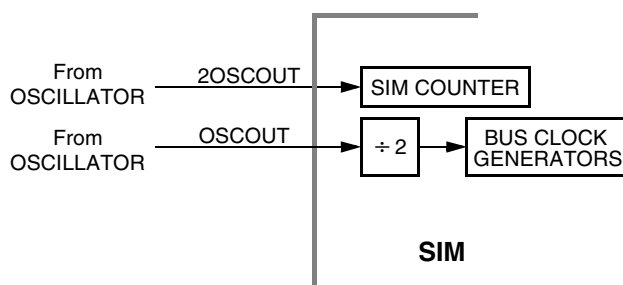 From
OSCILLATOR
2OSCOUT
SIM COUNTER
From
OSCILLATOR
OSCOUT
÷ 2
BUS CLOCK
GENERATORS
SIM